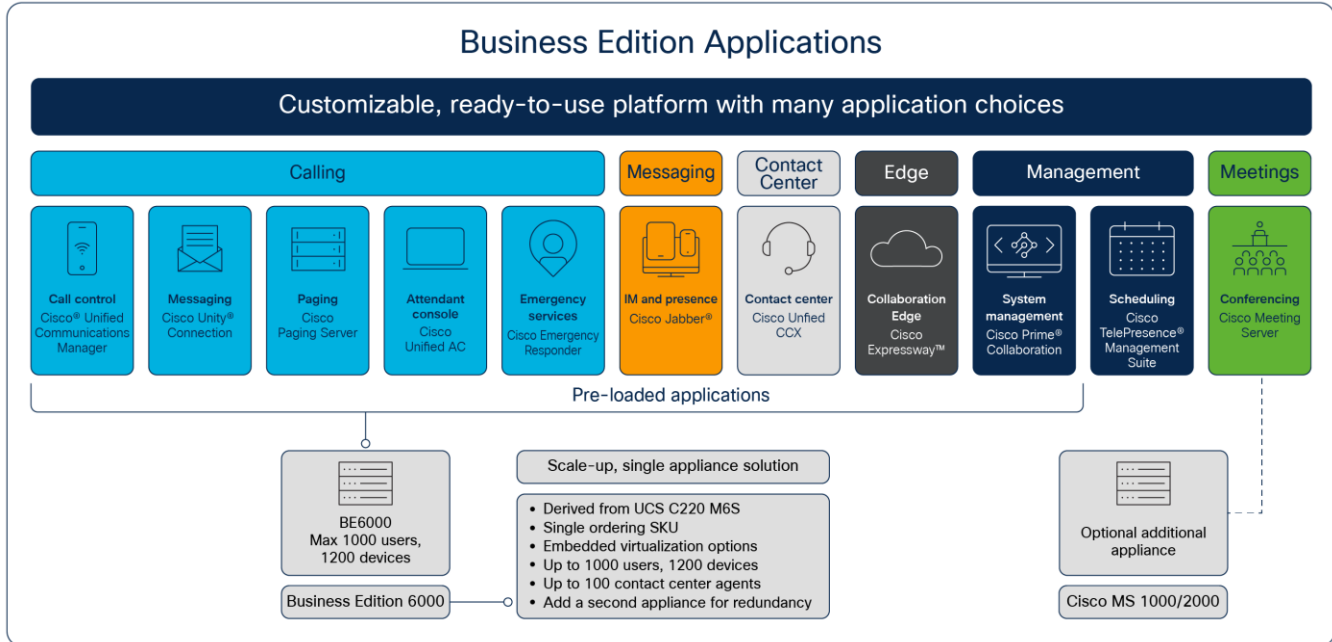 Business Edition Applications
Customizable, ready-to-use platform with many application choices
Calling
Messaging
Contact
Center
Edge
Management
Meetings
Call control
Cisco® Unified
Communications
Manager
Messaging
Cisco Unity®
Connection
Paging
Cisco
Paging Server
Attendant
console
Cisco
Unified AC
Emergency
services
Cisco Emergency
Responder
IM and presence
Cisco Jabber®
Contact center
Cisco Unfied
CCX
Collaboration
Edge
Cisco
Expressway™
System
management
Cisco Prime®
Collaboration
Scheduling
Cisco
TelePresence®
Management
Suite
Conferencing
Cisco Meeting
Server
Pre-loaded applications
BE6000
Max 1000 users,
1200 devices
Business Edition 6000
Scale-up, single appliance solution
• Derived from UCS C220 M6S
• Single ordering SKU
• Embedded virtualization options
• Up to 1000 users, 1200 devices
• Up to 100 contact center agents
• Add a second appliance for redundancy
Optional additional
appliance
Cisco MS 1000/2000